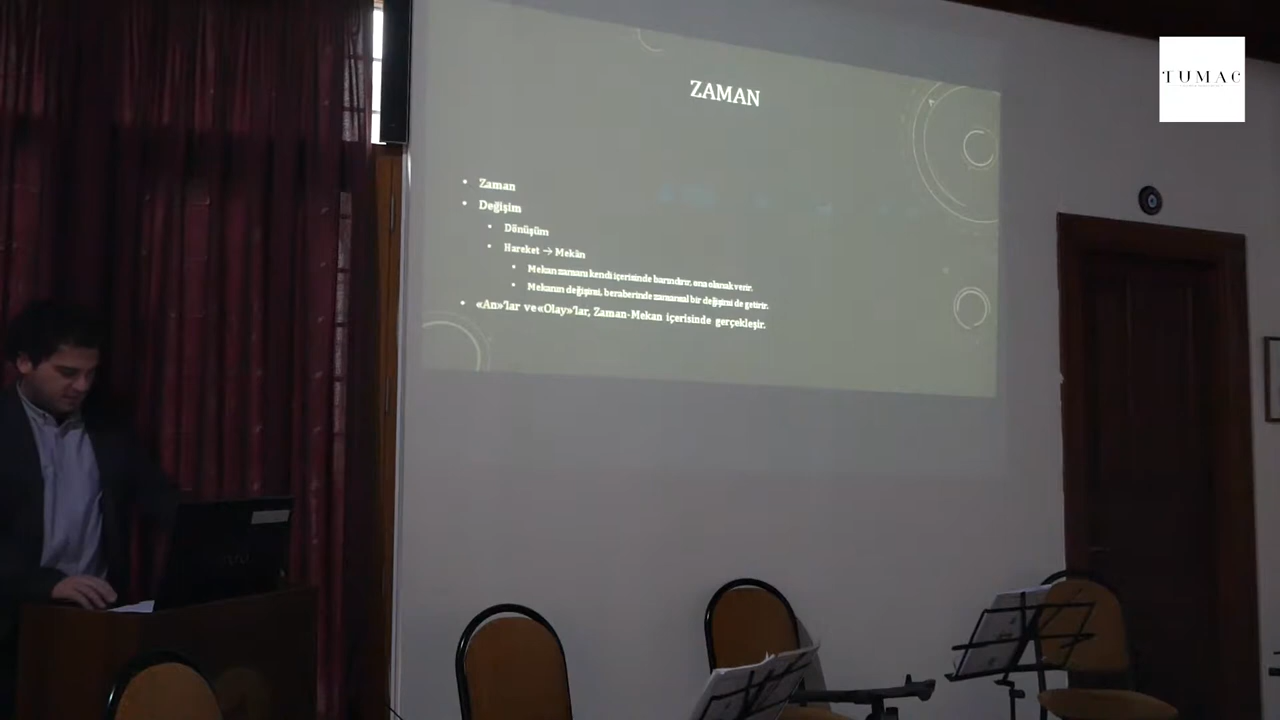 TUMAC
ZAMAN
• Zaman
• Değişim
• Dönüşüm
• Hareket → Mekân
• Mekan zamanı kendi içerisinde barındırır, ona olanak verir.
• Mekanın değişimi, beraberinde zamansal bir değişimi de getirir.
• «An»'lar ve «Olay»'lar, Zaman-Mekan içerisinde gerçekleşir.